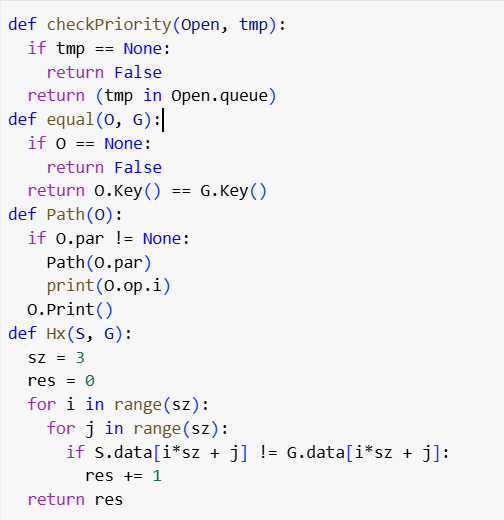 def checkPriority(Open, tmp):
  if tmp == None:
    return False
  return (tmp in Open.queue)
def equal(O, G):
  if O == None:
    return False
  return O.Key() == G.Key()
def Path(O):
  if O.par != None:
    Path(O.par)
    print(O.op.i)
  O.Print()
def Hx(S, G):
  sz = 3
  res = 0
  for i in range(sz):
    for j in range(sz):
      if S.data[i*sz + j] != G.data[i*sz + j]:
        res += 1
  return res